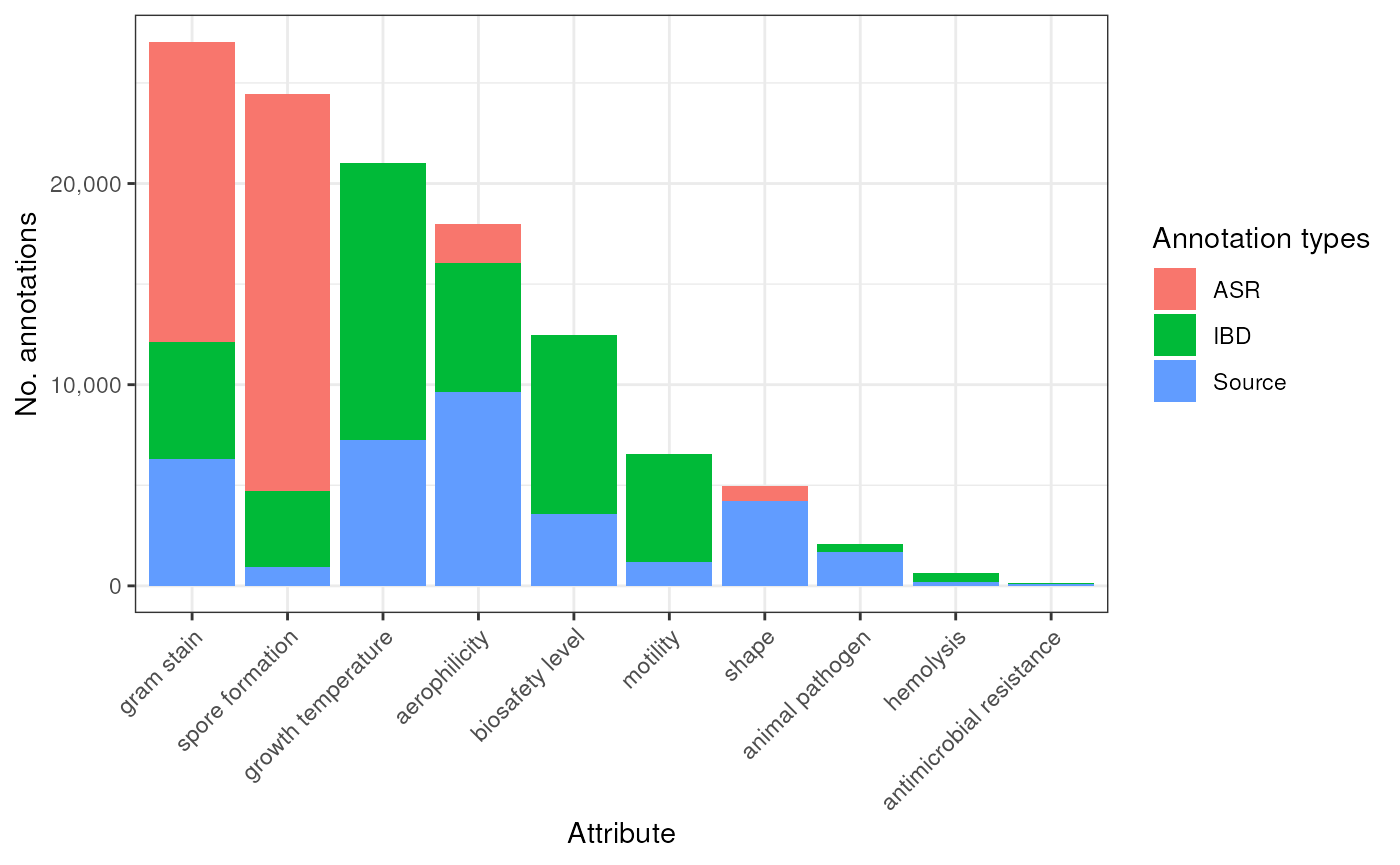 No. annotations
20,000
10,000
0
gram stain
spore formation
growth temperature
aerophilicity
biosafety level
motility
shape
animal pathogen
hemolysis
antimicrobial resistance
Attribute
Annotation types
ASR
IBD
Source